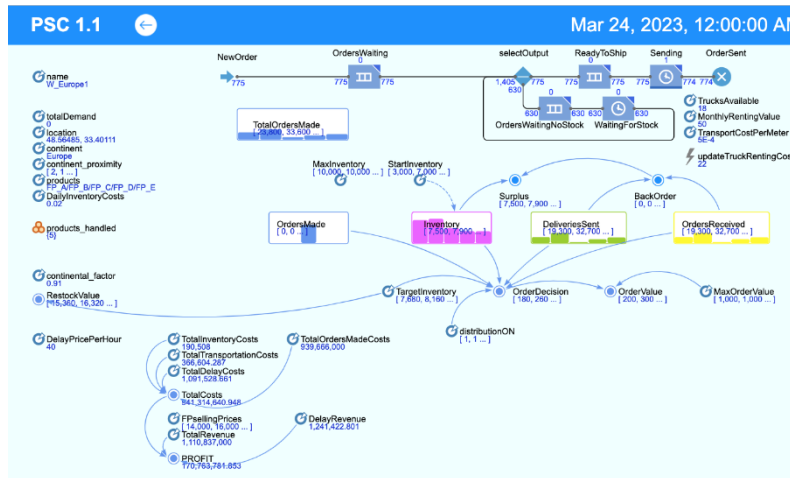 PSC 1.1
Mar 24, 2023, 12:00:00 AM
NewOrder
775
OrdersWaiting
0
775 775
selectOutput
1,405 775
630
ReadyToShip
0
775 775
Sending
1
775 774
OrderSent
774
0
630 630
OrdersWaitingNoStock
0
630 630
WaitingForStock
name
W_Europe1
totalDemand
0
location
48.56485, 33.40111
continent
Europe
continent_proximity
[ 2, 1 ... ]
products
FP_A/FP_B/FP_C/FP_D/FP_E
DailyInventoryCosts
0.02
products_handled
{5}
TotalOrdersMade
[ 23,800, 33,600 ... ]
TrucksAvailable
18
MonthlyRentingValue
50
TransportCostPerMeter
5E-4
updateTruckRentingCos
22
MaxInventory
[ 10,000, 10,000 ... ]
StartInventory
[ 3,000, 7,000 ... ]
Surplus
[ 7,500, 7,900 ... ]
BackOrder
[ 0, 0 ... ]
OrdersMade
[ 0, 0 ... ]
Inventory
[ 7,500, 7,900 ... ]
DeliveriesSent
[ 19,300, 32,700 ... ]
OrdersReceived
[ 19,300, 32,700 ... ]
continental_factor
0.91
RestockValue
[ 15,360, 16,320 ... ]
TargetInventory
[ 7,680, 8,160 ... ]
OrderDecision
[ 180, 260 ... ]
OrderValue
[ 200, 300 ... ]
MaxOrderValue
[ 1,000, 1,000 ... ]
distributionON
[ 1, 1 ... ]
DelayPricePerHour
40
TotalInventoryCosts
190,508
TotalOrdersMadeCosts
939,666,000
TotalTransportationCosts
366,604.287
TotalDelayCosts
1,091,528.661
TotalCosts
941,314,640.948
FPsellingPrices
[ 14,000, 16,000 ... ]
DelayRevenue
1,241,422.801
TotalRevenue
1,110,837,000
PROFIT
170,763,781.853